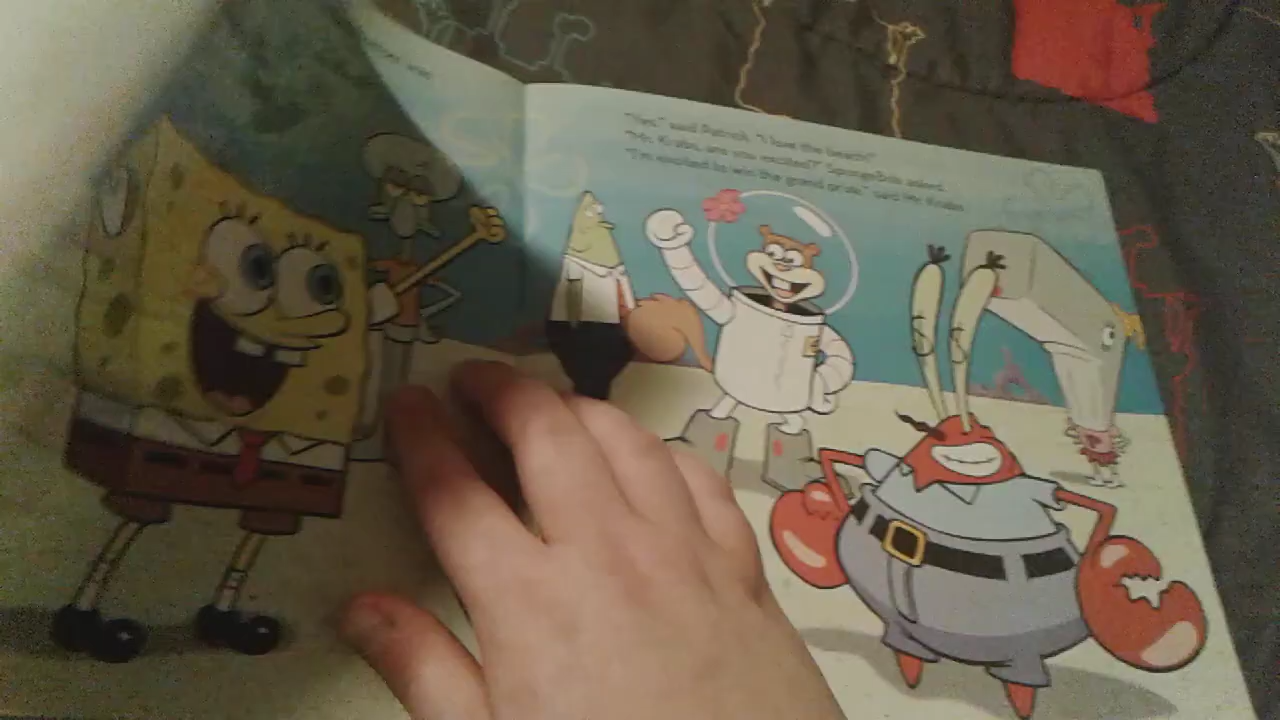 "Yes," said Patrick. "I love the beach!"
"Mr. Krabs, are you excited?" SpongeBob asked.
"I'm excited to win the grand prize," said Mr. Krabs.